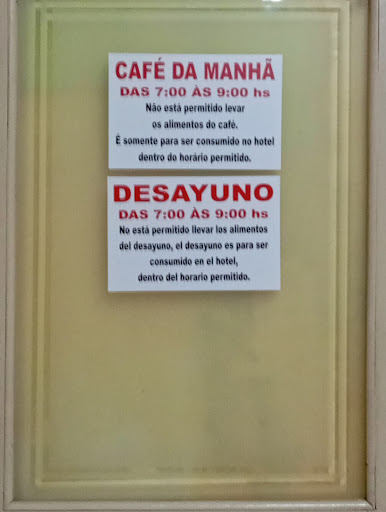 CAFÉ DA MANHÃ
DAS 7:00 ÀS 9:00 hs
Não está permitido levar
os alimentos do café.
É somente para ser consumido no hotel
dentro do horário permitido.
DESAYUNO
DAS 7:00 ÀS 9:00 hs
No está permitido llevar los alimentos
del desayuno, el desayuno es para ser
consumido en el hotel,
dentro del horario permitido.